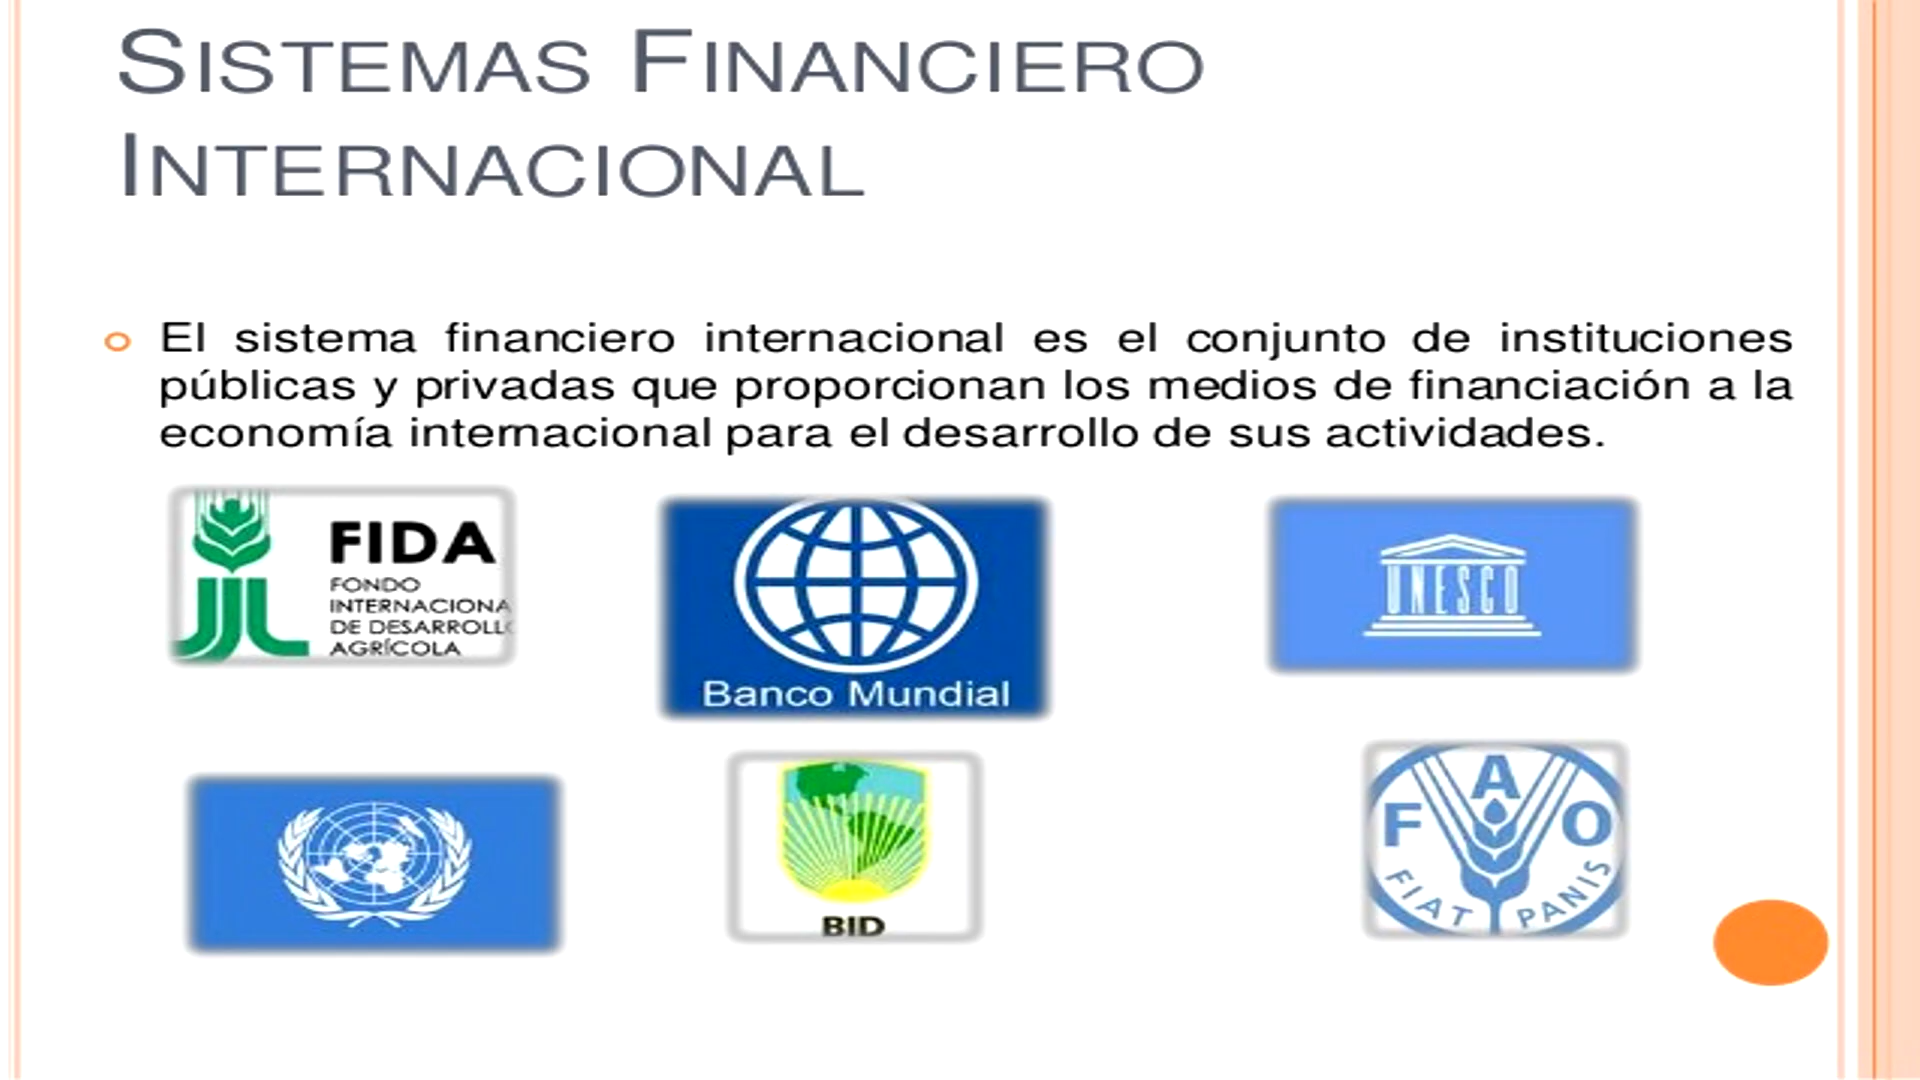 SISTEMAS FINANCIERO
INTERNACIONAL
El sistema financiero internacional es el conjunto de instituciones
públicas y privadas que proporcionan los medios de financiación a la
economía internacional para el desarrollo de sus actividades.
FIDA
FONDO
INTERNACIONA
DE DESARROLLO
AGRÍCOLA
Banco Mundial
UNESCO
BID
FAO
FIAT PANIS